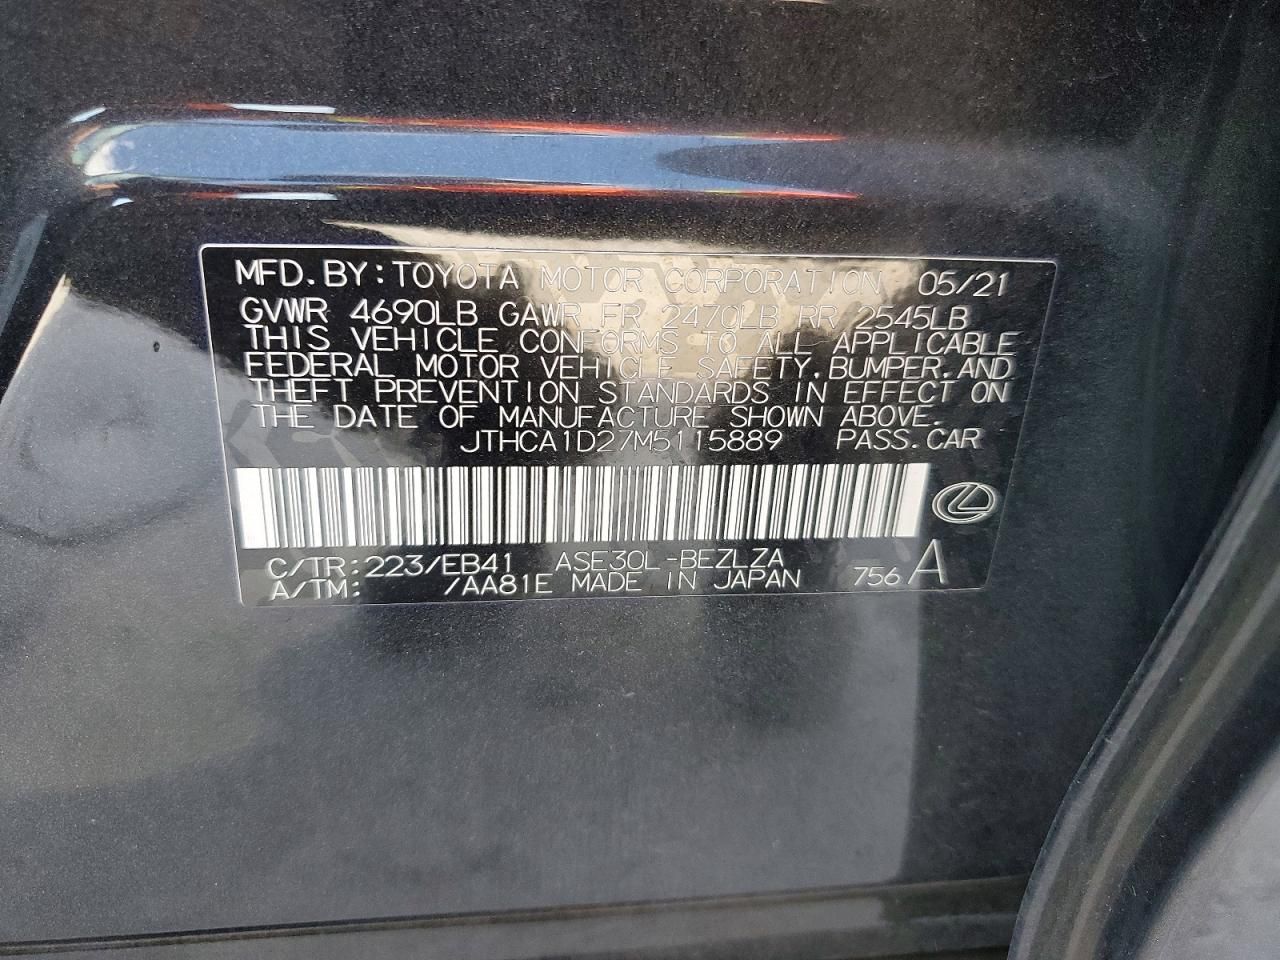 MFD.BY:TOYOTA MOTOR CORPORATION 05/21
GVWR 4690LB GAWR FR 2470LB RR 2545LB
THIS VEHICLE CONFORMS TO ALL APPLICABLE
FEDERAL MOTOR VEHICLE SAFETY,BUMPER,AND
THEFT PREVENTION STANDARDS IN EFFECT ON
THE DATE OF MANUFACTURE SHOWN ABOVE.
JTHCA1D27M5115889 PASS.CAR
C/TR:223/EB41 ASE30L-BEZLZA
A/TM: /AA81E MADE IN JAPAN 756 A